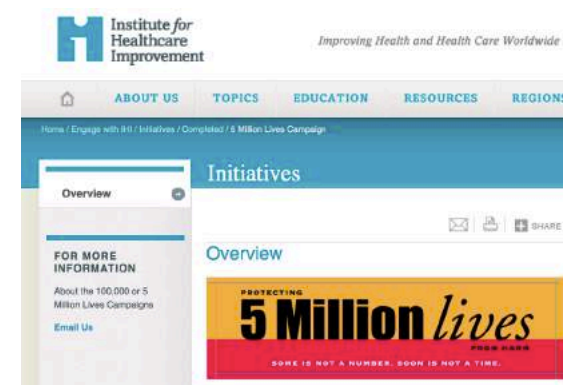 Institute for
Healthcare
Improvement
Improving Health and Health Care Worldwide
ABOUT US TOPICS EDUCATION RESOURCES REGIONS
Home / Engage with IHI / Initiatives / Completed / 5 Million Lives Campaign
Initiatives
Overview
SHARE
Overview
FOR MORE
INFORMATION
About the 100,000 or 5
Million Lives Campaigns
Email Us
PROTECTING
5 Million lives
FROM HARM
SOME IS NOT A NUMBER. SOON IS NOT A TIME.